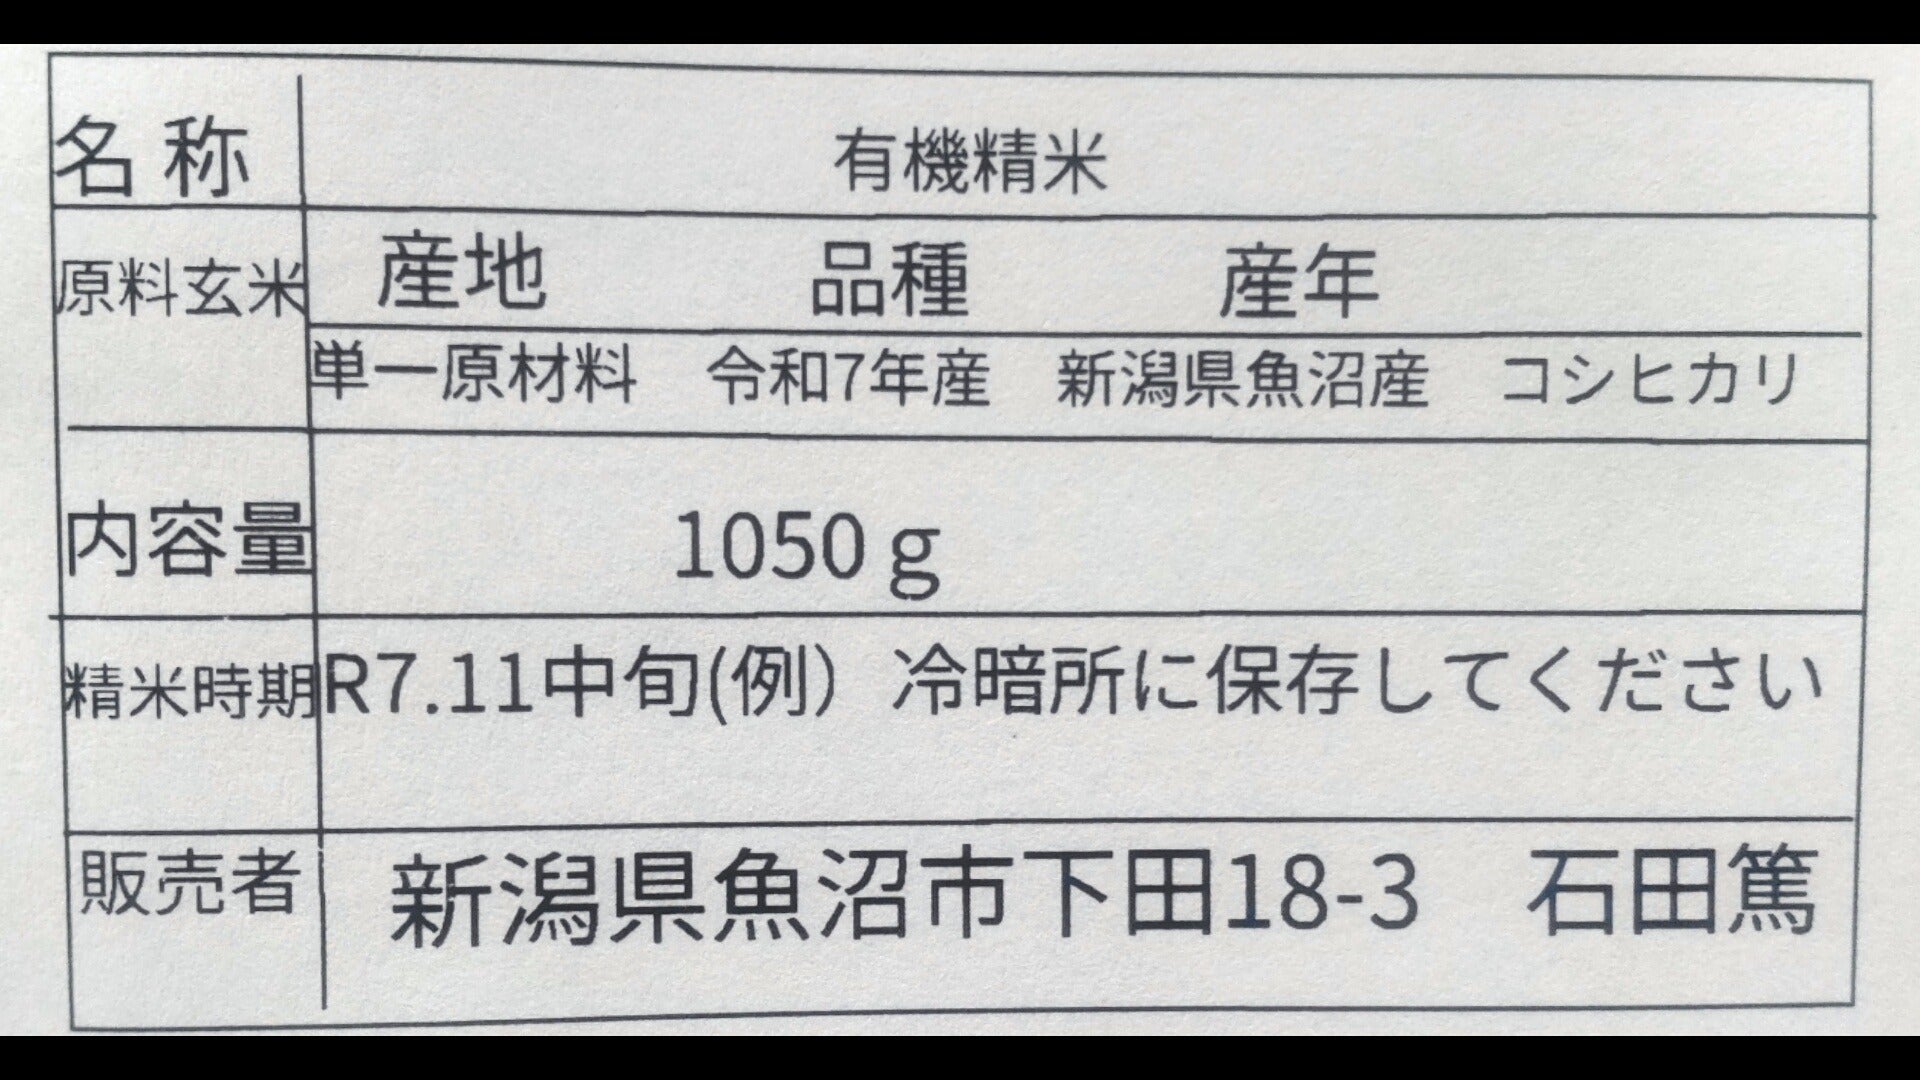 名 称 有機精米
原料玄米 産地 品種 産年
単一原材料 令和7年産 新潟県魚沼産 コシヒカリ
内容量 1050 g
精米時期 R7.11中旬(例） 冷暗所に保存してください
販売者 新潟県魚沼市下田18-3 石田篤